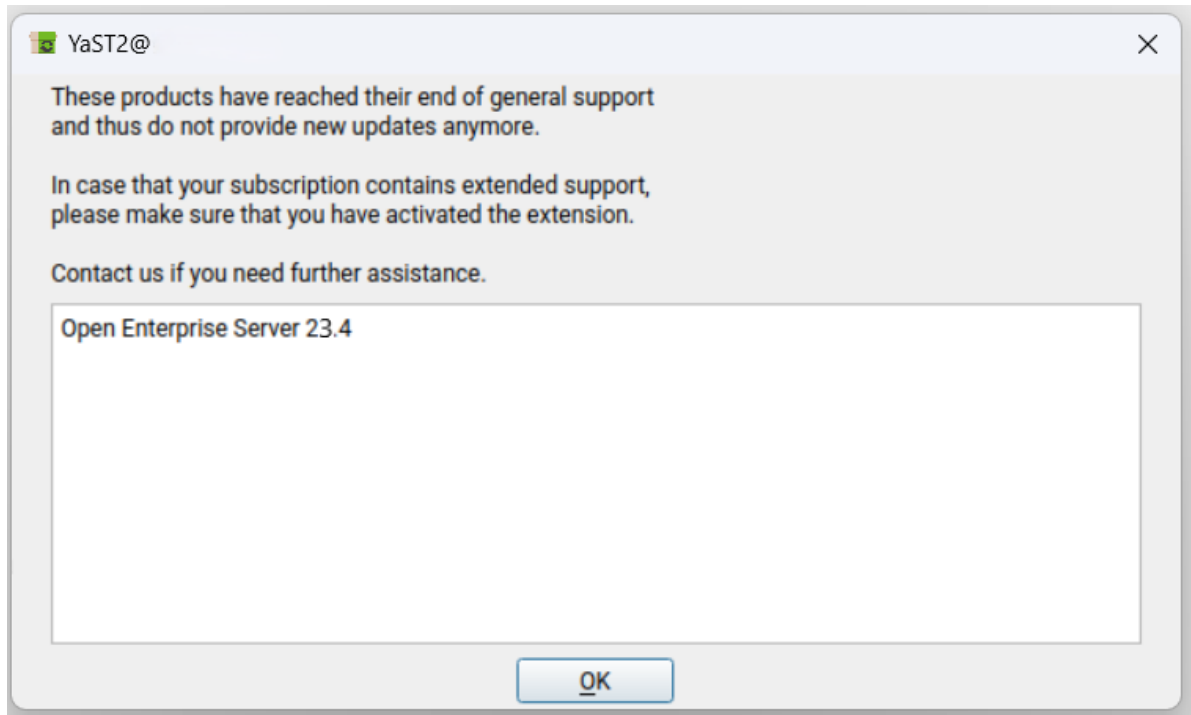 YaST2@
These products have reached their end of general support
and thus do not provide new updates anymore.
In case that your subscription contains extended support,
please make sure that you have activated the extension.
Contact us if you need further assistance.
Open Enterprise Server 23.4
OK